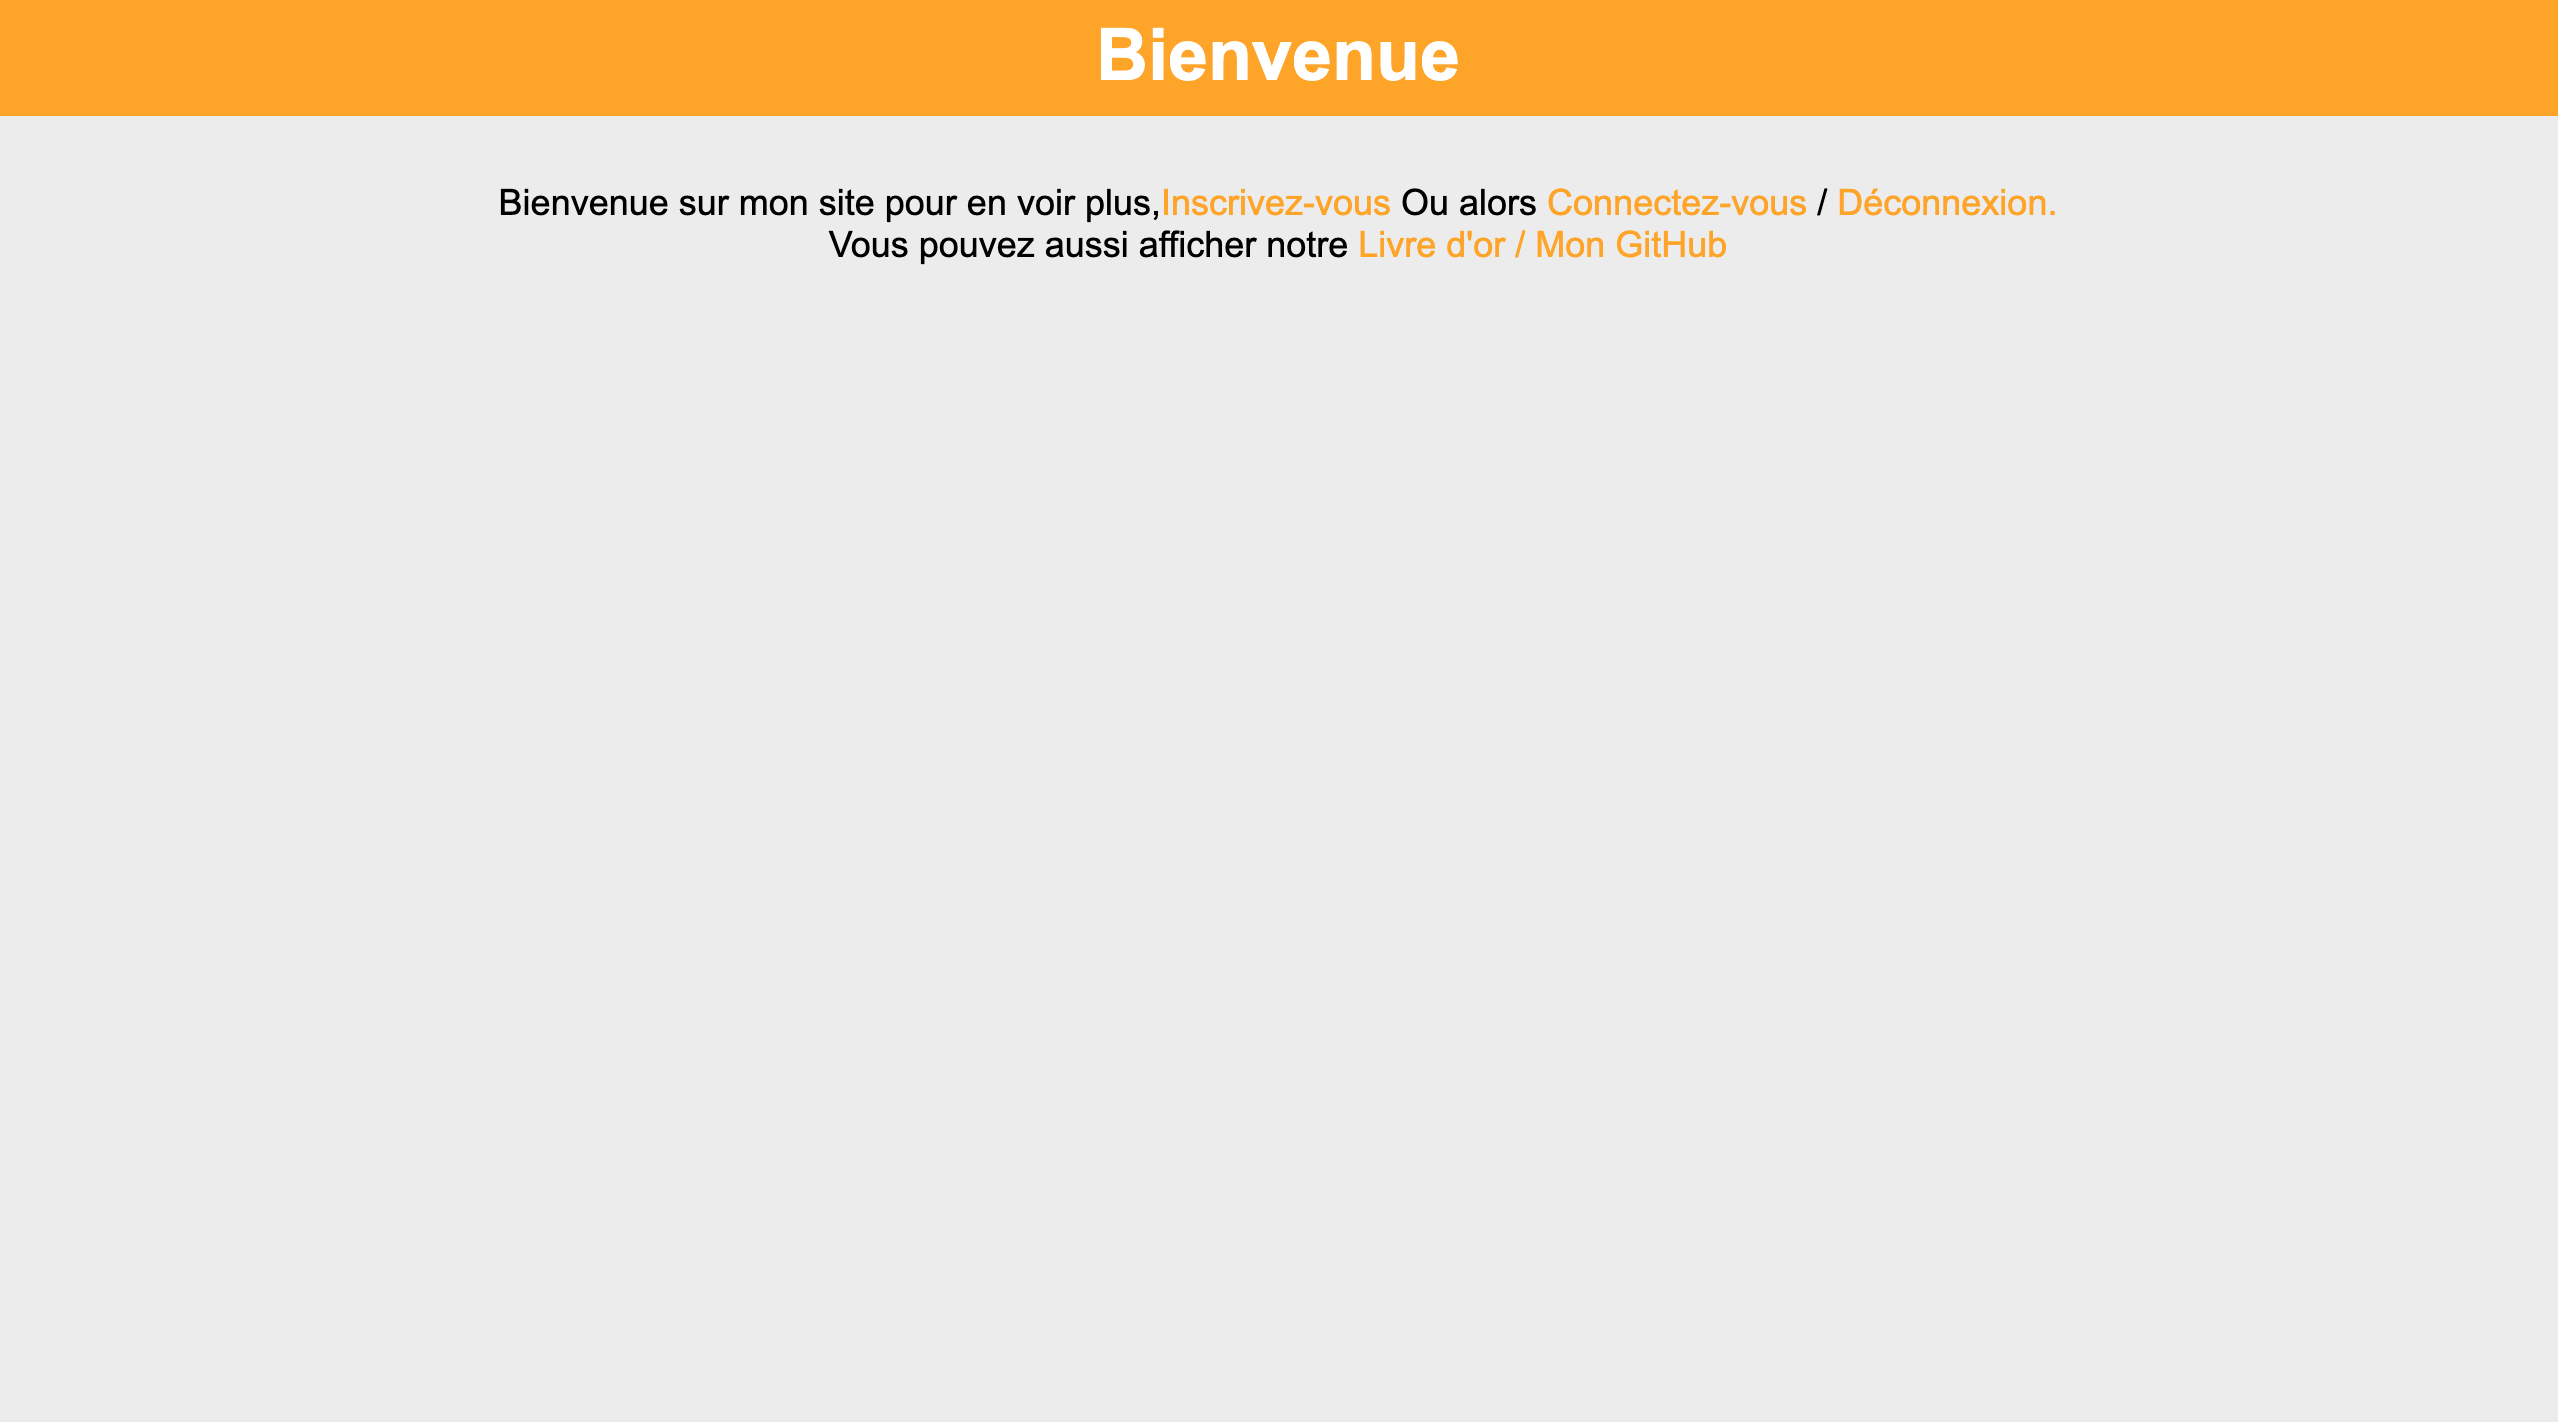 Bienvenue
Bienvenue sur mon site pour en voir plus,Inscrivez-vous Ou alors Connectez-vous / Déconnexion.
Vous pouvez aussi afficher notre Livre d'or / Mon GitHub